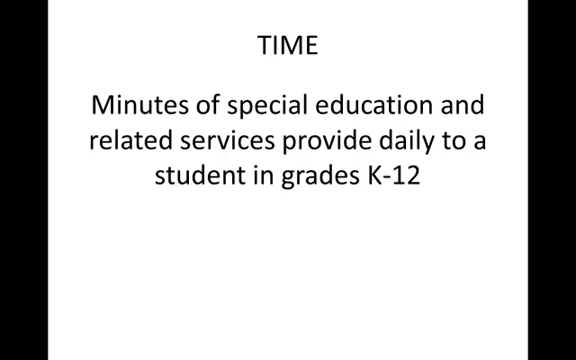 TIME
Minutes of special education and
related services provide daily to a
student in grades K-12